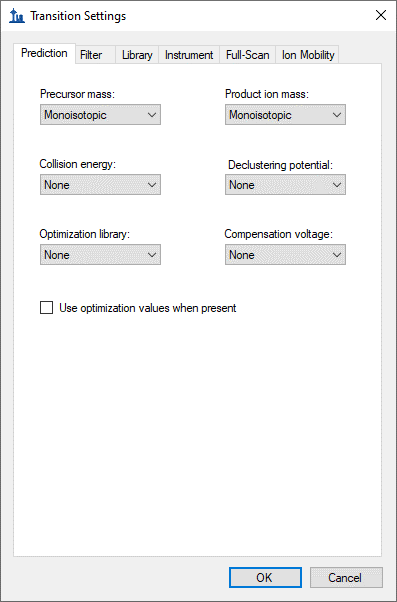 Transition Settings
Prediction Filter Library Instrument Full-Scan Ion Mobility
Precursor mass: Product ion mass:
Monoisotopic Monoisotopic
Collision energy: Declustering potential:
None None
Optimization library: Compensation voltage:
None None
Use optimization values when present
OK Cancel